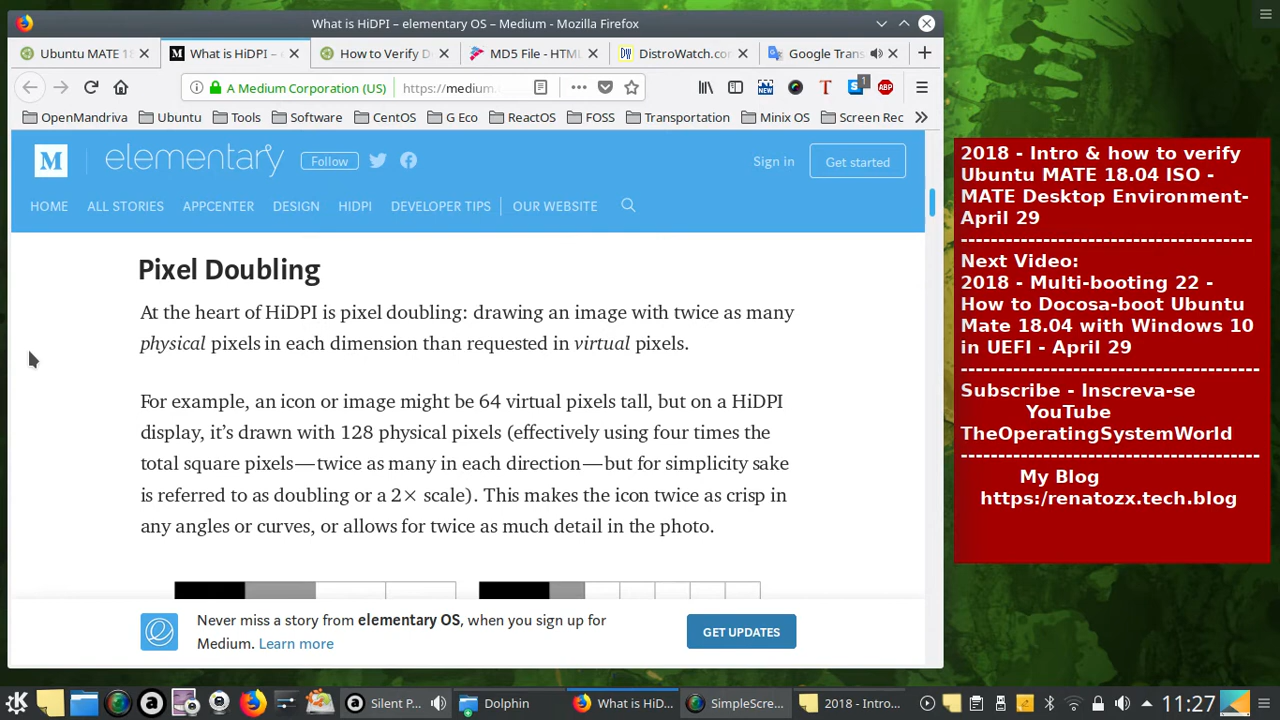 What is HiDPI – elementary OS – Medium - Mozilla Firefox
Ubuntu MATE 18
What is HiDPI –
How to Verify D
MD5 File - HTML
DistroWatch.co
Google Trans
A Medium Corporation (US)
https://medium.
1
ABP
OpenMandriva
Ubuntu
Tools
Software
CentOS
G Eco
ReactOS
FOSS
Transportation
Minix OS
Screen Rec
M
elementary
Follow
Sign in
Get started
HOME
ALL STORIES
APPCENTER
DESIGN
HIDPI
DEVELOPER TIPS
OUR WEBSITE
Pixel Doubling
At the heart of HiDPI is pixel doubling: drawing an image with twice as many
physical pixels in each dimension than requested in virtual pixels.
For example, an icon or image might be 64 virtual pixels tall, but on a HiDPI
display, it’s drawn with 128 physical pixels (effectively using four times the
total square pixels — twice as many in each direction — but for simplicity sake
is referred to as doubling or a 2× scale). This makes the icon twice as crisp in
any angles or curves, or allows for twice as much detail in the photo.
Never miss a story from elementary OS, when you sign up for
Medium. Learn more
GET UPDATES
2018 - Intro & how to verify
Ubuntu MATE 18.04 ISO -
MATE Desktop Environment-
April 29
---------------------------------------
Next Video:
2018 - Multi-booting 22 -
How to Docosa-boot Ubuntu
Mate 18.04 with Windows 10
in UEFI - April 29
----------------------------------------
Subscribe - Inscreva-se
YouTube
TheOperatingSystemWorld
----------------------------------------
My Blog
https:/renatozx.tech.blog
Silent P...
Dolphin
What is HiD...
SimpleScre...
2018 - Intro...
11:27